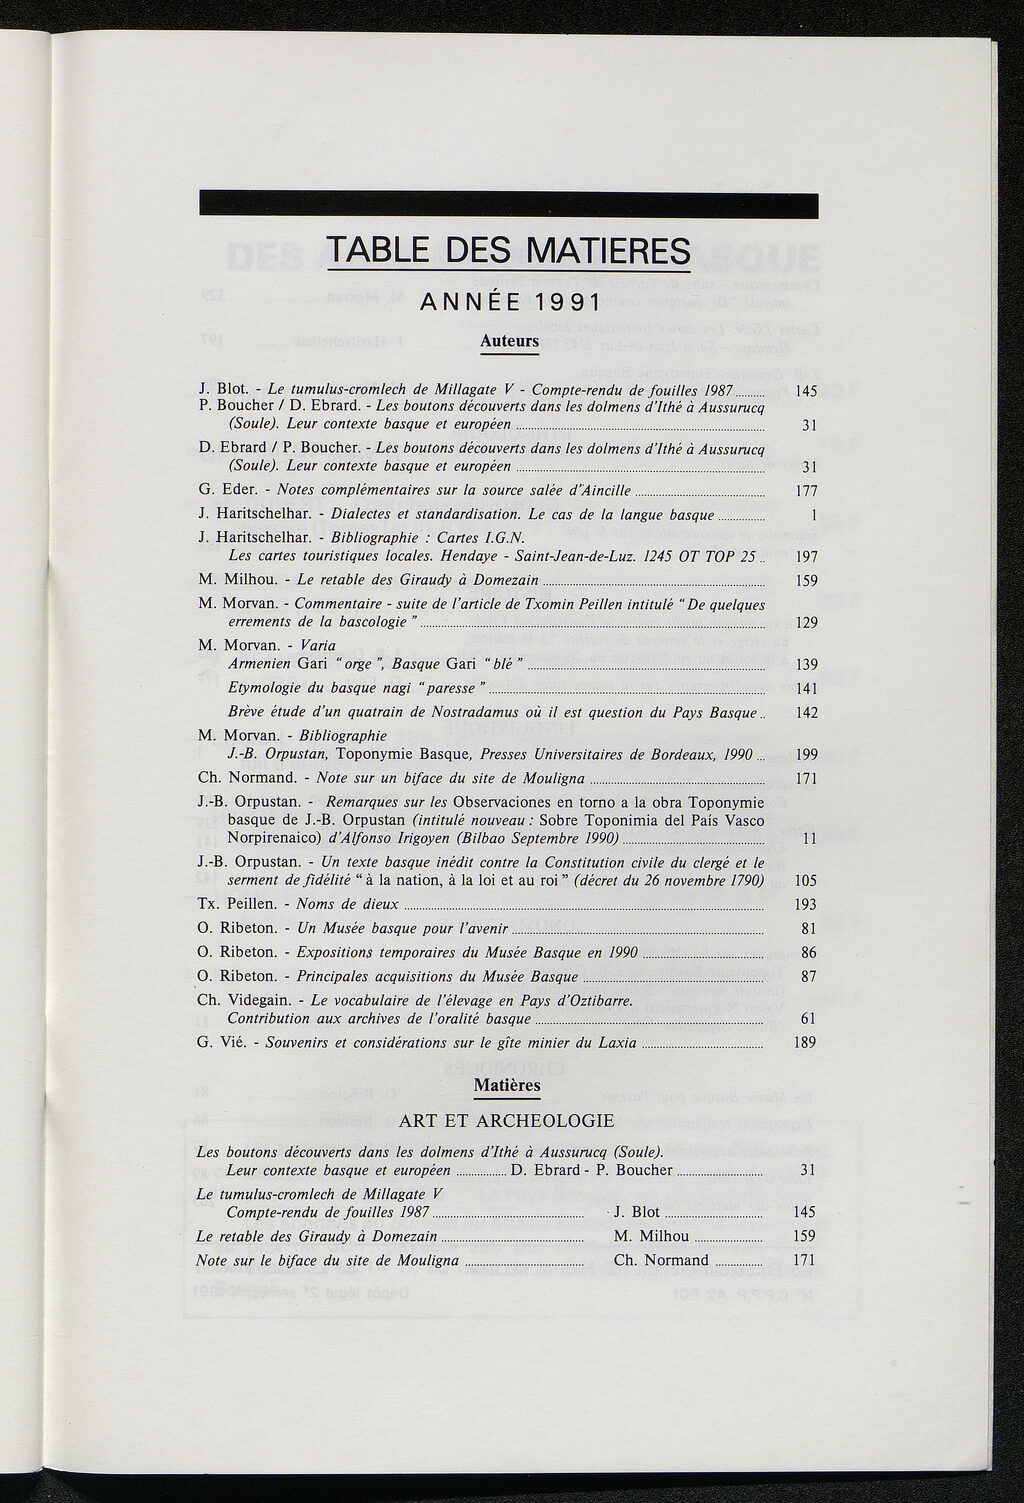 TABLE DES MATIERES
ANNÉE 1991
Auteurs
J. Blot. - Le tumulus-cromlech de Millagate V - Compte-rendu de fouilles 1987 .......... 145
P. Boucher / D. Ebrard. - Les boutons découverts dans les dolmens d'Ithé à Aussurucq
(Soule). Leur contexte basque et européen .......... 31
D. Ebrard / P. Boucher. - Les boutons découverts dans les dolmens d'Ithé à Aussurucq
(Soule). Leur contexte basque et européen .......... 31
G. Eder. - Notes complémentaires sur la source salée d'Aincille .......... 177
J. Haritschelhar. - Dialectes et standardisation. Le cas de la langue basque .......... 1
J. Haritschelhar. - Bibliographie : Cartes I.G.N.
Les cartes touristiques locales. Hendaye - Saint-Jean-de-Luz. 1245 OT TOP 25 .. 197
M. Milhou. - Le retable des Giraudy à Domezain .......... 159
M. Morvan. - Commentaire - suite de l'article de Txomin Peillen intitulé "De quelques
errements de la bascologie" .......... 129
M. Morvan. - Varia
Armenien Gari "orge", Basque Gari "blé" .......... 139
Etymologie du basque nagi "paresse" .......... 141
Brève étude d'un quatrain de Nostradamus où il est question du Pays Basque .. 142
M. Morvan. - Bibliographie
J.-B. Orpustan, Toponymie Basque, Presses Universitaires de Bordeaux, 1990 ... 199
Ch. Normand. - Note sur un biface du site de Mouligna .......... 171
J.-B. Orpustan. - Remarques sur les Observaciones en torno a la obra Toponymie
basque de J.-B. Orpustan (intitulé nouveau : Sobre Toponimia del País Vasco
Norpirenaico) d'Alfonso Irigoyen (Bilbao Septembre 1990) .......... 11
J.-B. Orpustan. - Un texte basque inédit contre la Constitution civile du clergé et le
serment de fidélité "à la nation, à la loi et au roi" (décret du 26 novembre 1790) 105
Tx. Peillen. - Noms de dieux .......... 193
O. Ribeton. - Un Musée basque pour l'avenir .......... 81
O. Ribeton. - Expositions temporaires du Musée Basque en 1990 .......... 86
O. Ribeton. - Principales acquisitions du Musée Basque .......... 87
Ch. Videgain. - Le vocabulaire de l'élevage en Pays d'Oztibarre.
Contribution aux archives de l'oralité basque .......... 61
G. Vié. - Souvenirs et considérations sur le gîte minier du Laxia .......... 189
Matières
ART ET ARCHEOLOGIE
Les boutons découverts dans les dolmens d'Ithé à Aussurucq (Soule).
Leur contexte basque et européen .......... D. Ebrard - P. Boucher .......... 31
Le tumulus-cromlech de Millagate V
Compte-rendu de fouilles 1987 .......... J. Blot .......... 145
Le retable des Giraudy à Domezain .......... M. Milhou .......... 159
Note sur le biface du site de Mouligna .......... Ch. Normand .......... 171